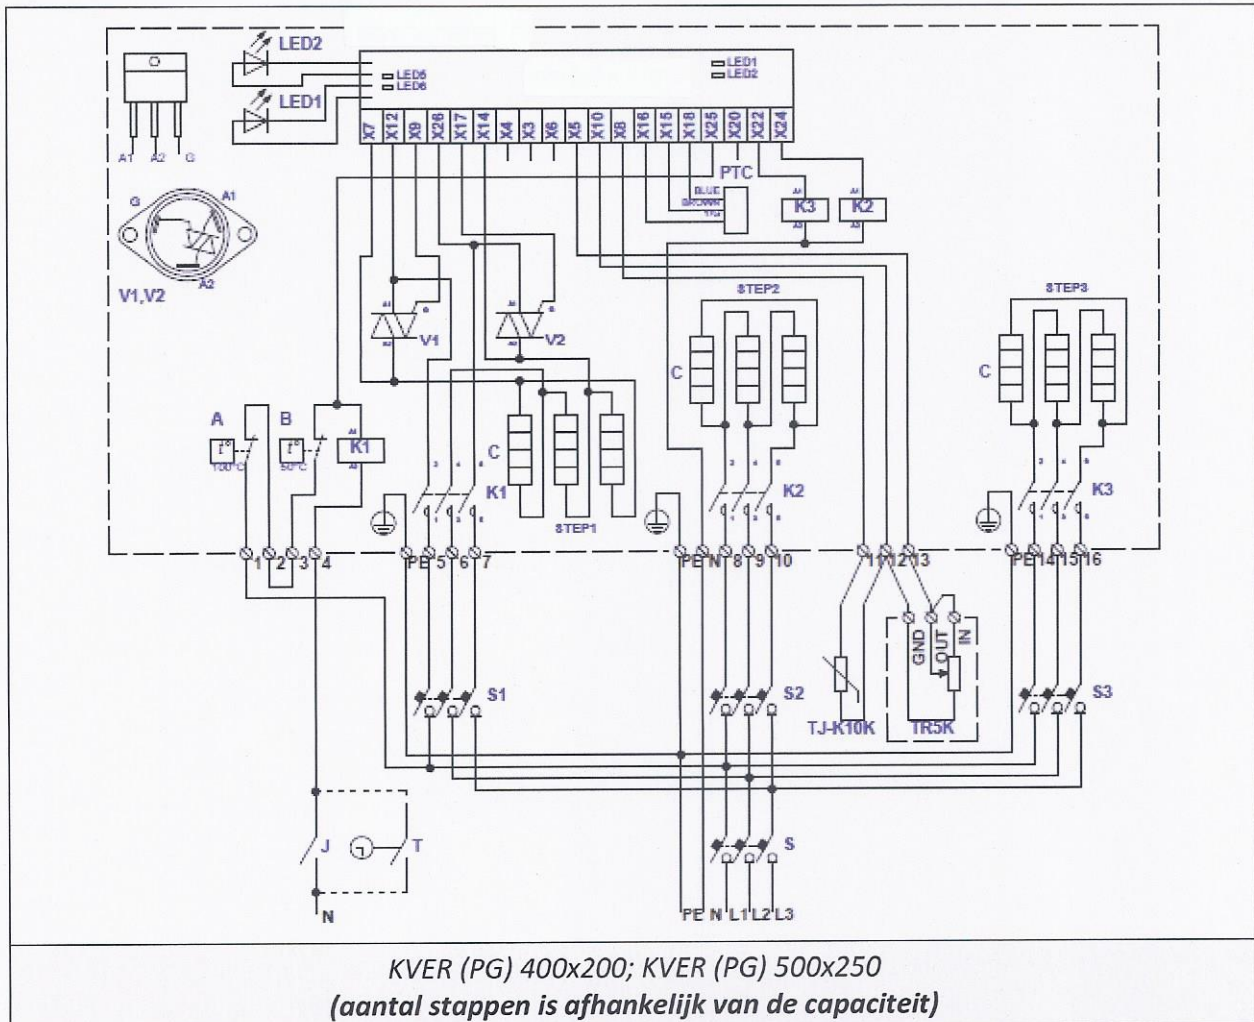 LED2
LED1
LED5
LED6
LED1
LED2
X7 X12 X9 X26 X17 X14 X4 X3 X6 X5 X10 X8 X16 X15 X18 X25 X20 X22 X24
A1 A2 G
G A1
A2
V1,V2
PTC
BLUE
BROWN
K3 K2
V1
V2
STEP2
STEP3
C
C
A
B
100°C
50°C
t°
t°
K1
C
K1
STEP1
K2
K3
1 2 3 4 PE 5 6 7 PE N 8 9 10 11 12 13 PE 14 15 16
GND
OUT
IN
S1
S2
S3
TJ-K10K
TR5K
J
T
S
N
PE N L1 L2 L3
KVER (PG) 400x200; KVER (PG) 500x250
(aantal stappen is afhankelijk van de capaciteit)